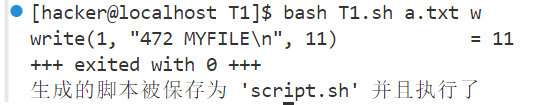 [hacker@localhost T1]$ bash T1.sh a.txt w
write(1, "472 MYFILE\n", 11)           = 11
+++ exited with 0 +++
生成的脚本被保存为 'script.sh' 并且执行了